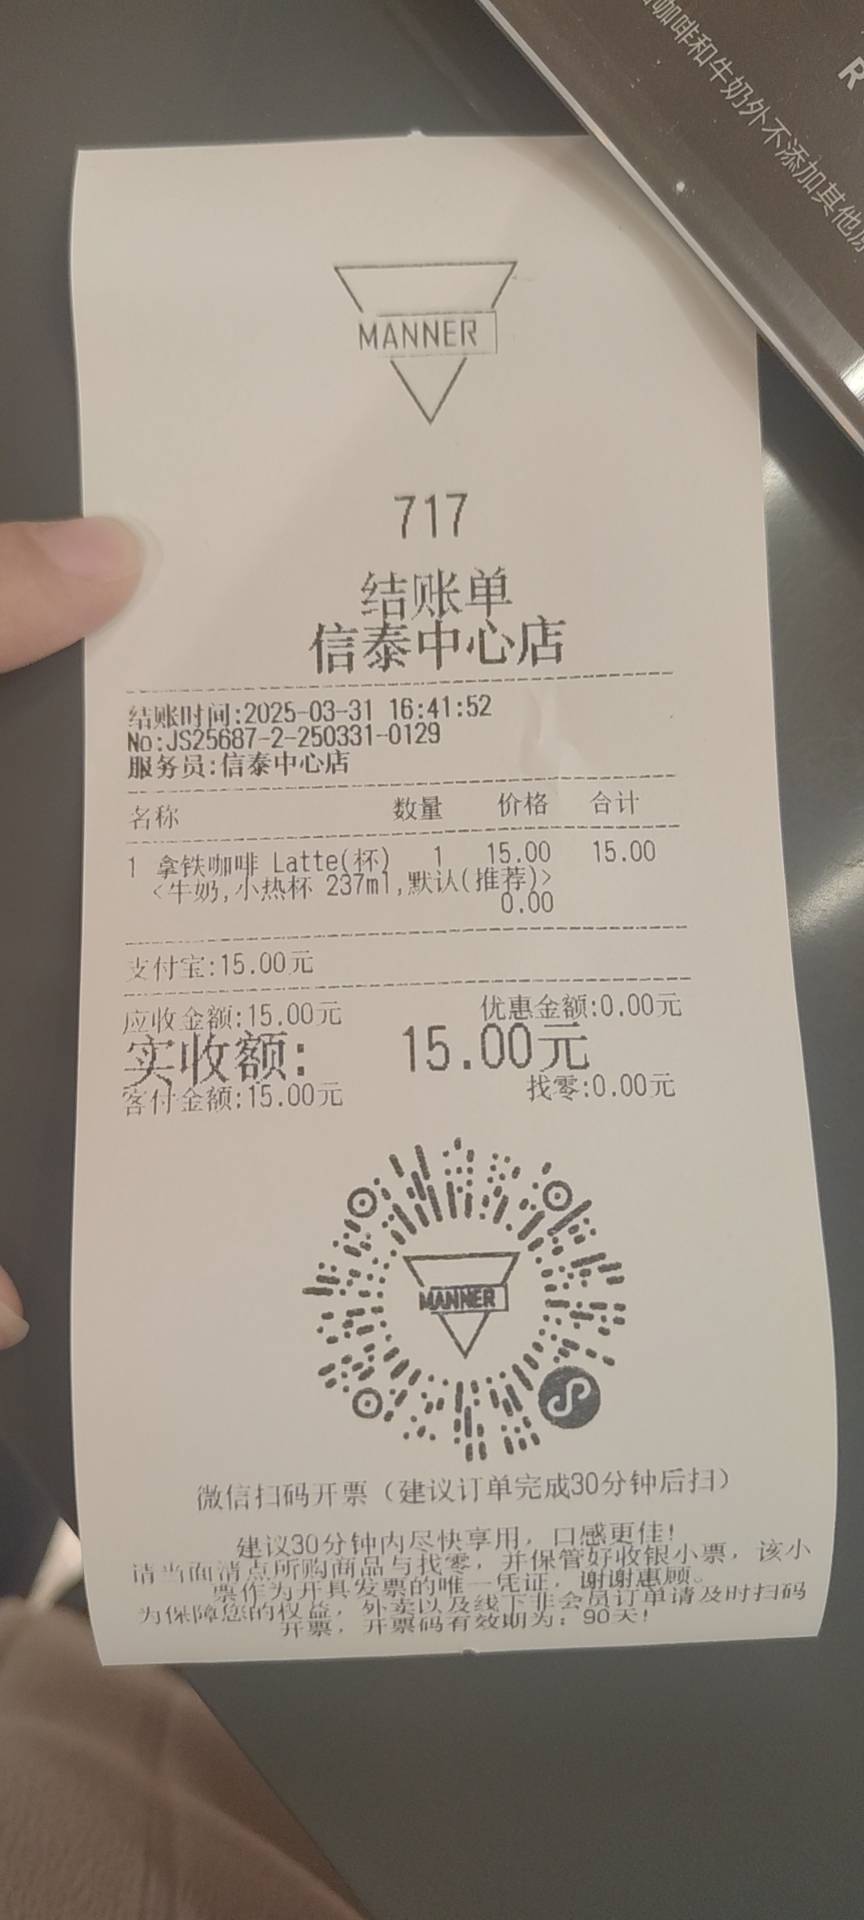 咖啡和牛奶外不添加其他
R
MANNER
717
结账单
信泰中心店
结账时间:2025-03-31 16:41:52
No:JS25687-2-250331-0129
服务员:信泰中心店
名称 数量 价格 合计
1 拿铁咖啡 Latte(杯) 1 15.00 15.00
<牛奶,小热杯 237ml,默认(推荐)>
0.00
支付宝:15.00元
应收金额:15.00元 优惠金额:0.00元
实收额: 15.00元
客付金额:15.00元 找零:0.00元
MANNER
微信扫码开票（建议订单完成30分钟后扫）
建议30分钟内尽快享用，口感更佳！
请当面清点所购商品与找零，并保管好收银小票，该小
票作为开具发票的唯一凭证，谢谢惠顾。
为保障您的权益，外卖以及线下非会员订单请及时扫码
开票，开票码有效期为：90天！